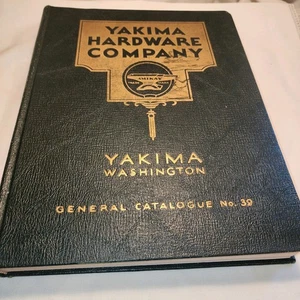 YAKIMA
HARDWARE
COMPANY
YAKIMA
WASHINGTON
GENERAL CATALOGUE No. 39